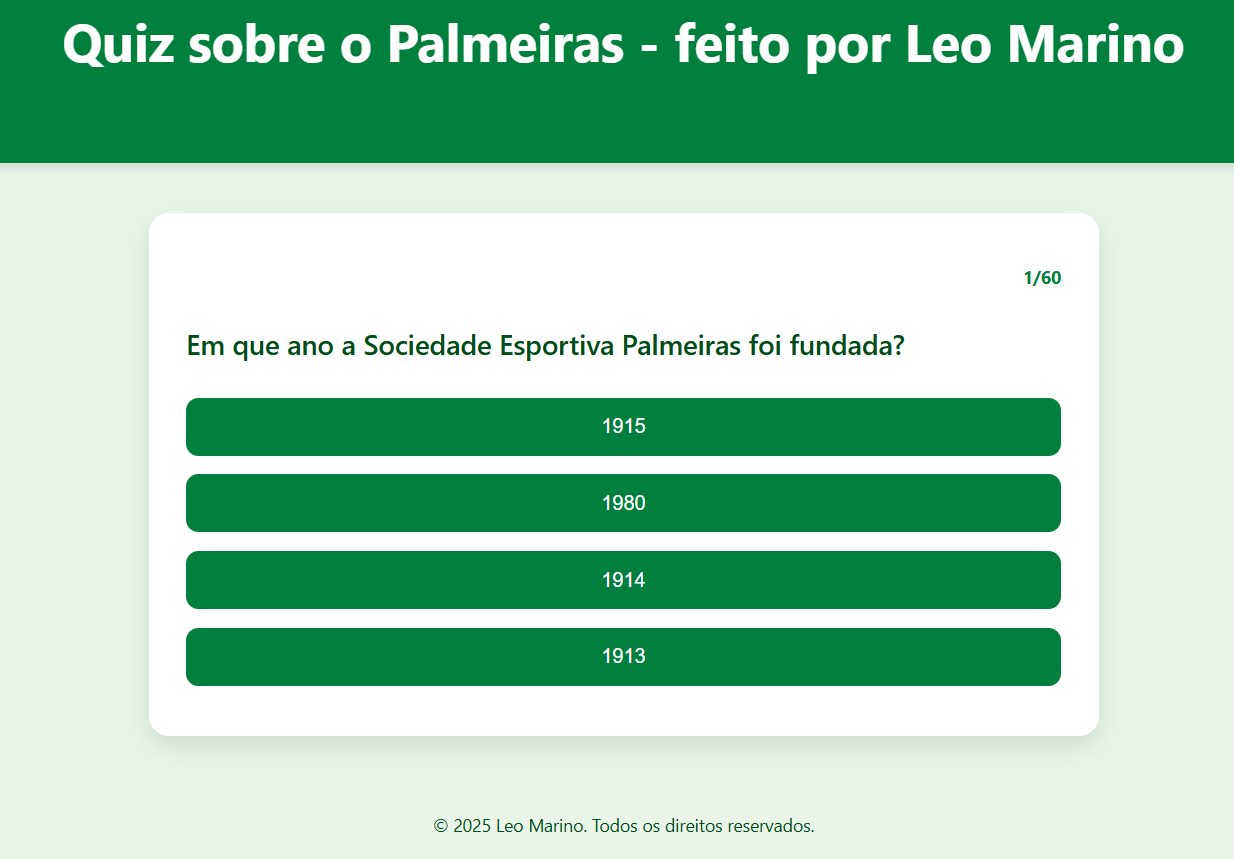 Quiz sobre o Palmeiras - feito por Leo Marino
1/60
Em que ano a Sociedade Esportiva Palmeiras foi fundada?
1915
1980
1914
1913
© 2025 Leo Marino. Todos os direitos reservados.